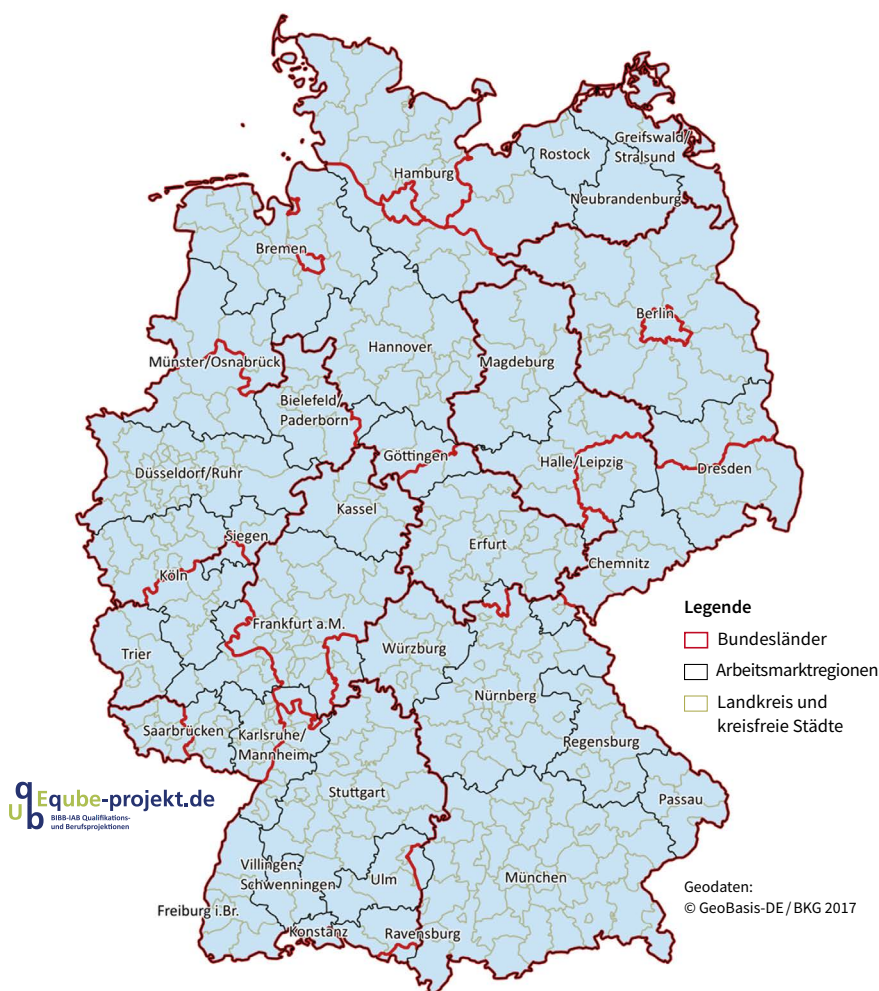 Hamburg
Rostock
Greifswald/
Stralsund
Neubrandenburg
Bremen
Berlin
Hannover
Münster/Osnabrück
Magdeburg
Bielefeld/
Paderborn
Göttingen
Halle/Leipzig
Düsseldorf/Ruhr
Dresden
Kassel
Siegen
Erfurt
Chemnitz
Köln
Frankfurt a.M.
Trier
Würzburg
Nürnberg
Saarbrücken
Karlsruhe/
Mannheim
Regensburg
Stuttgart
Passau
Villingen-
Schwenningen
Ulm
München
Freiburg i.Br.
Konstanz
Ravensburg
Legende
Bundesländer
Arbeitsmarktregionen
Landkreis und
kreisfreie Städte
qUbEqube-projekt.de
BIBB-IAB Qualifikations-
und Berufsprojektionen
Geodaten:
© GeoBasis-DE / BKG 2017